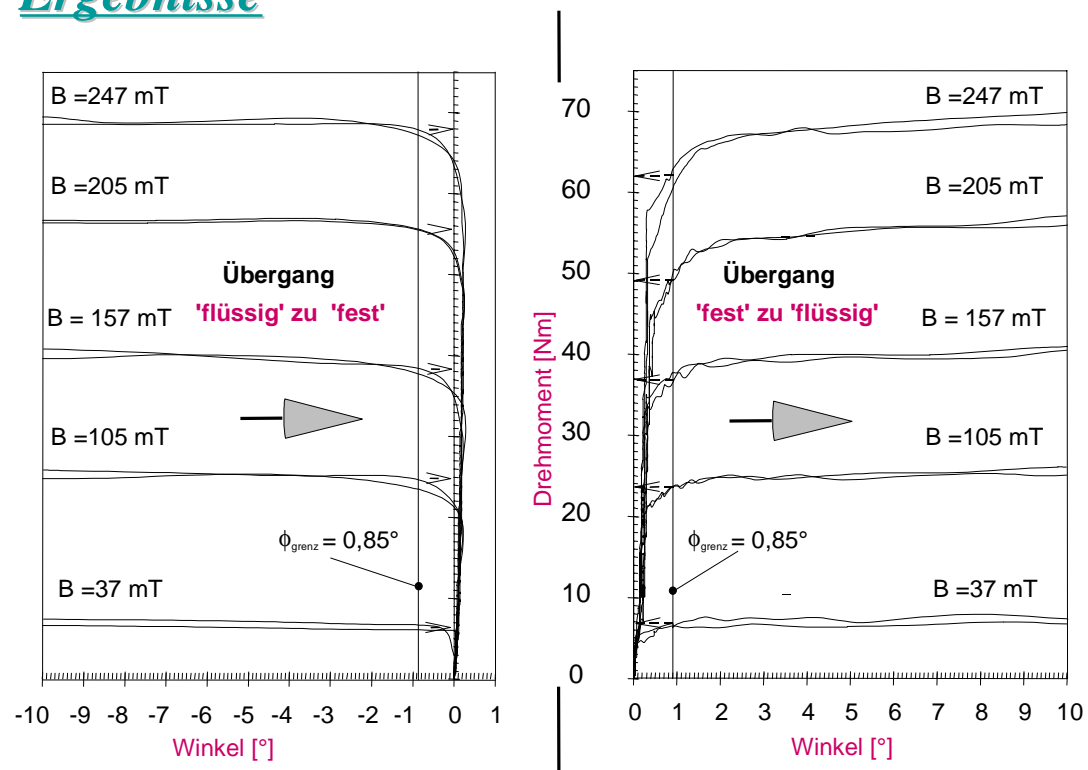 Ergebnisse
B =247 mT
B =205 mT
Übergang
'flüssig' zu 'fest'
B = 157 mT
B =105 mT
ϕgrenz = 0,85°
B =37 mT
-10 -9 -8 -7 -6 -5 -4 -3 -2 -1 0 1
Winkel [°]
70
60
50
40
30
20
10
0
Drehmoment [Nm]
B =247 mT
B =205 mT
Übergang
'fest' zu 'flüssig'
B = 157 mT
B =105 mT
ϕgrenz = 0,85°
B =37 mT
0 1 2 3 4 5 6 7 8 9 10
Winkel [°]